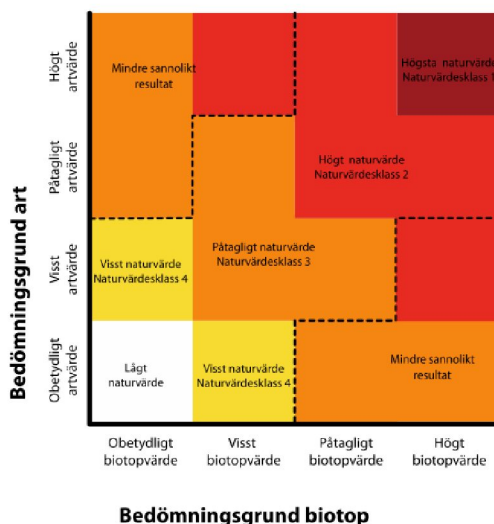 Bedömningsgrund art
Högt
artvärde
Påtagligt
artvärde
Visst
artvärde
Obetydligt
artvärde
Mindre sannolikt
resultat
Högsta naturvärde
Naturvärdesklass 1
Högt naturvärde
Naturvärdesklass 2
Påtagligt naturvärde
Naturvärdesklass 3
Visst naturvärde
Naturvärdesklass 4
Lågt
naturvärde
Visst naturvärde
Naturvärdesklass 4
Mindre sannolikt
resultat
Obetydligt
biotopvärde
Visst
biotopvärde
Påtagligt
biotopvärde
Högt
biotopvärde
Bedömningsgrund biotop